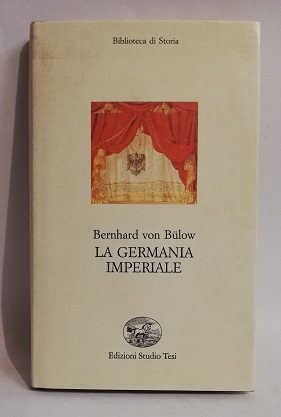 Biblioteca di Storia
Bernhard von Bülow
LA GERMANIA
IMPERIALE
Edizioni Studio Tesi